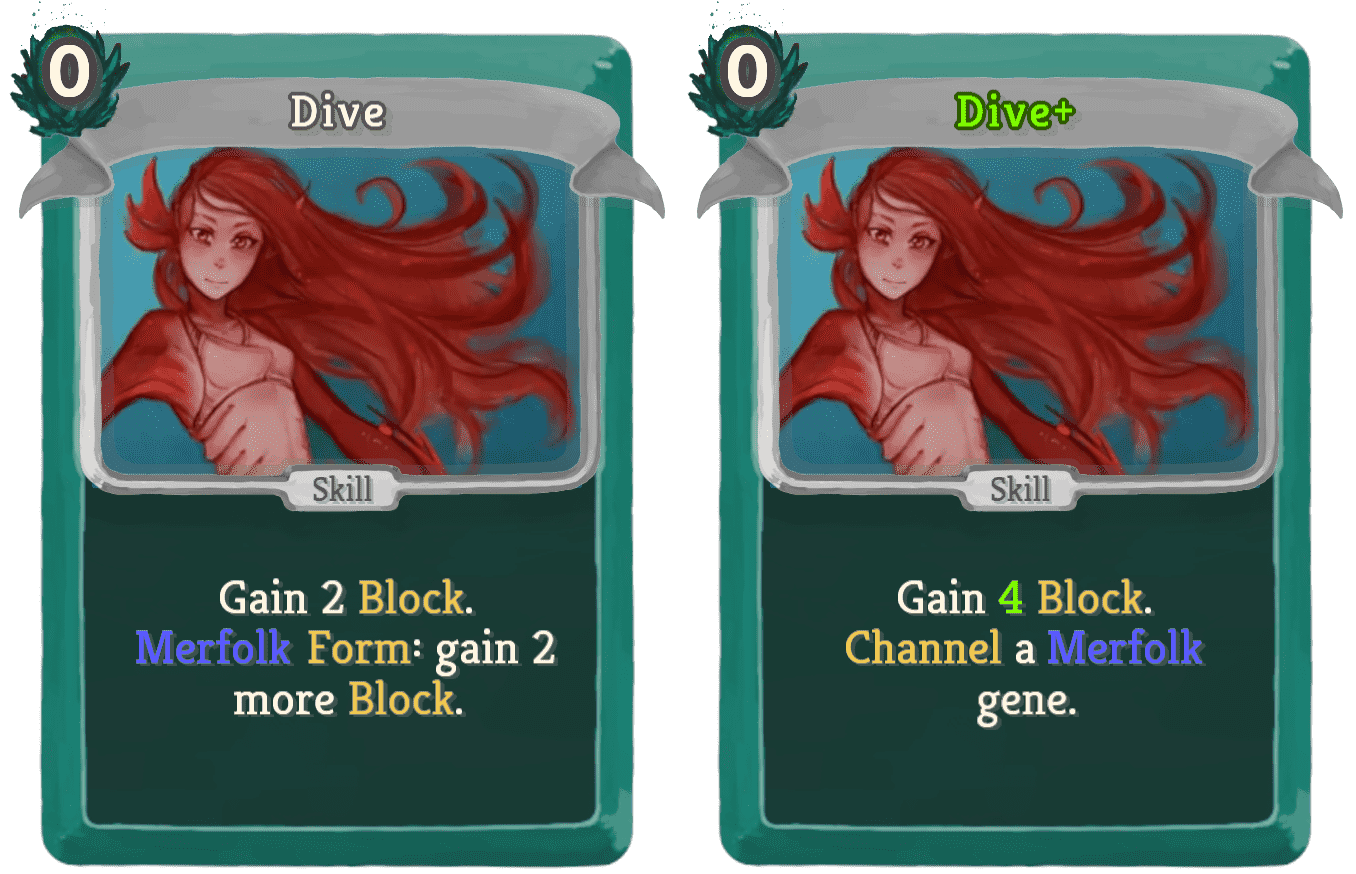 0
Dive
Skill
Gain 2 Block.
Merfolk Form: gain 2
more Block.
0
Dive+
Skill
Gain 4 Block.
Channel a Merfolk
gene.